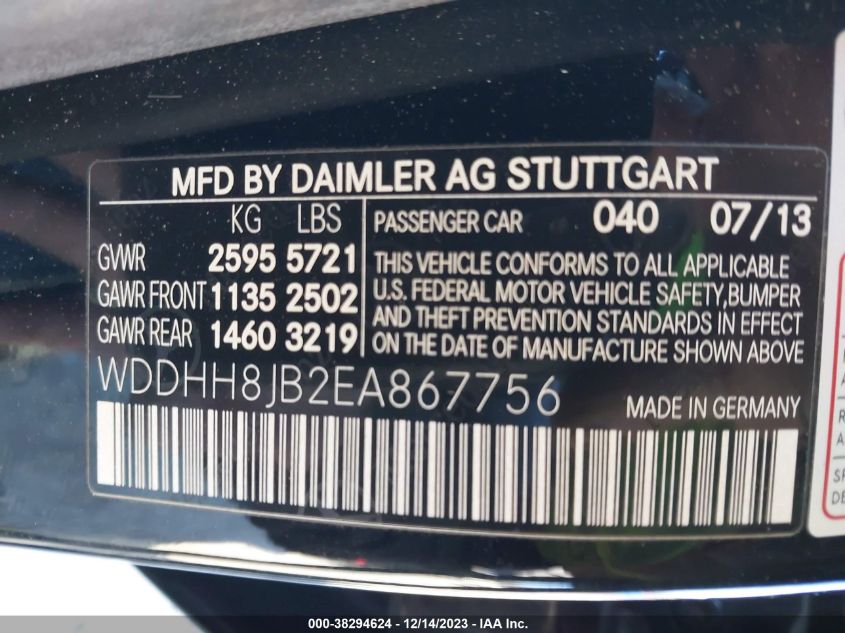 MFD BY DAIMLER AG STUTTGART
KG LBS
GVWR 2595 5721
GAWR FRONT 1135 2502
GAWR REAR 1460 3219
PASSENGER CAR 040 07/13
THIS VEHICLE CONFORMS TO ALL APPLICABLE
U.S. FEDERAL MOTOR VEHICLE SAFETY,BUMPER
AND THEFT PREVENTION STANDARDS IN EFFECT
ON THE DATE OF MANUFACTURE SHOWN ABOVE
WDDHH8JB2EA867756
MADE IN GERMANY
000-38294624 - 12/14/2023 - IAA Inc.